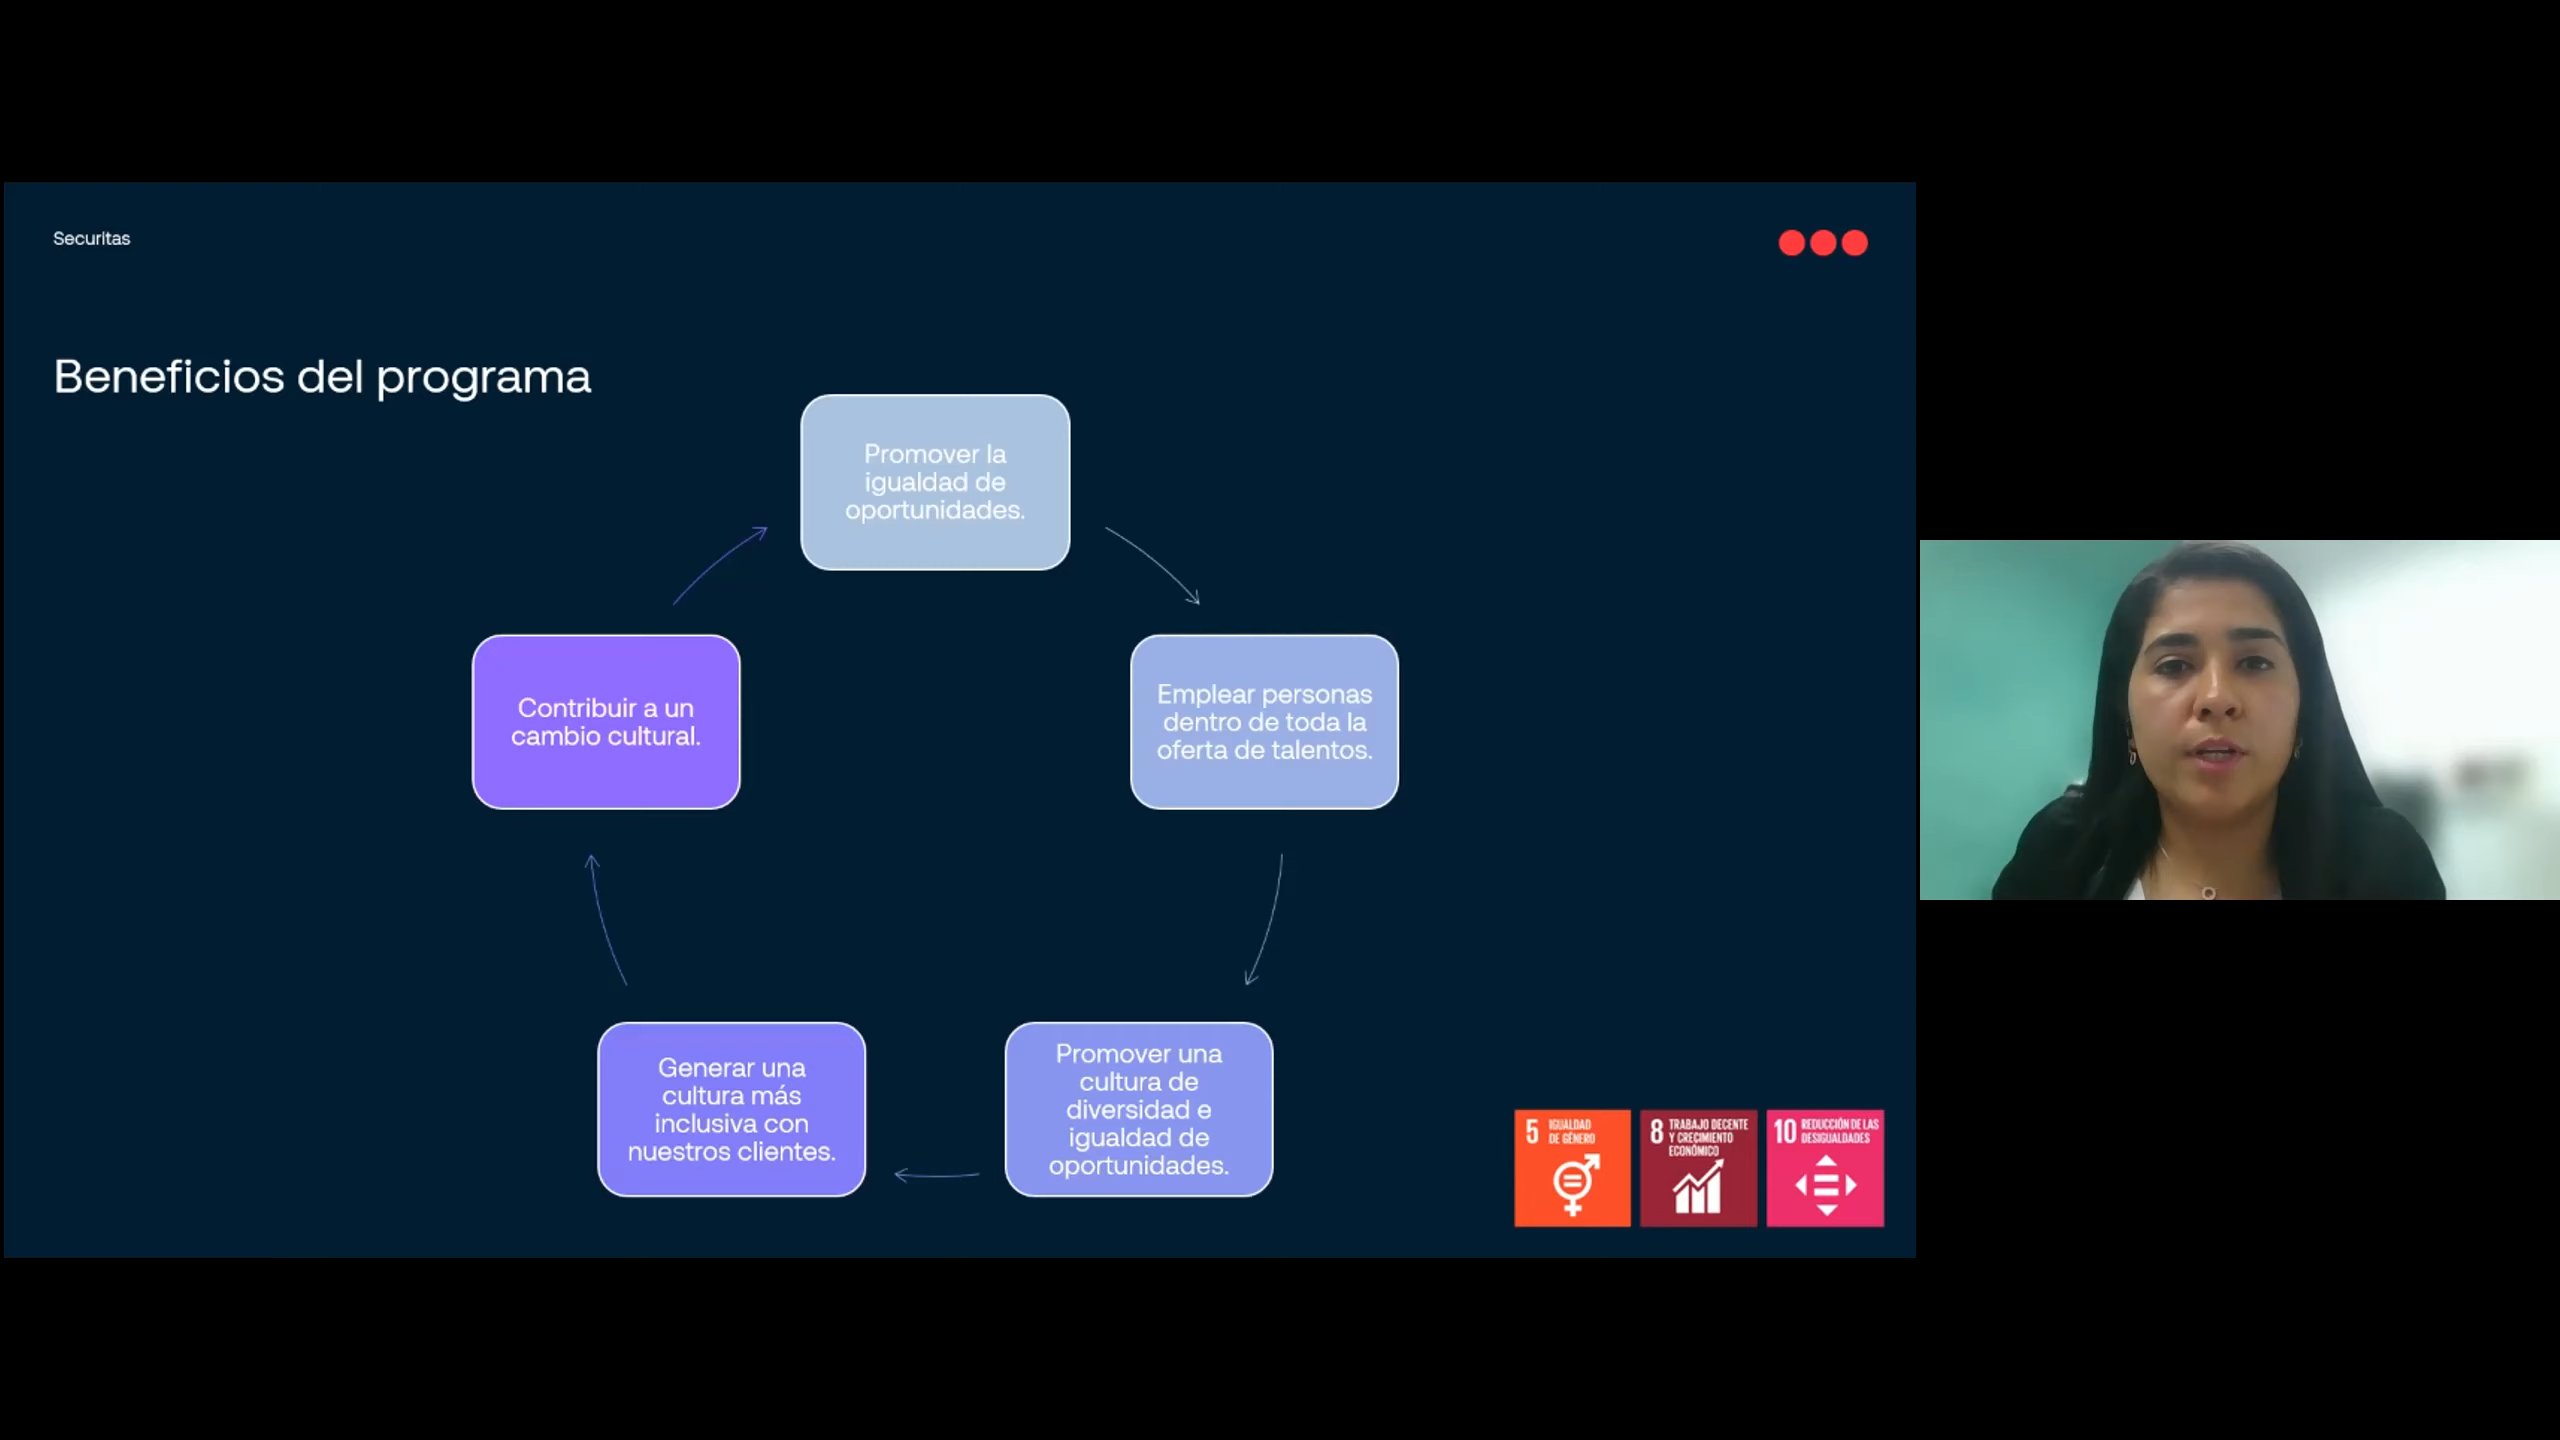 Securitas
Beneficios del programa
Promover la
igualdad de
oportunidades.
Emplear personas
dentro de toda la
oferta de talentos.
Promover una
cultura de
diversidad e
igualdad de
oportunidades.
Generar una
cultura más
inclusiva con
nuestros clientes.
Contribuir a un
cambio cultural.
5 IGUALDAD
DE GÉNERO
8 TRABAJO DECENTE
Y CRECIMIENTO
ECONÓMICO
10 REDUCCIÓN DE LAS
DESIGUALDADES